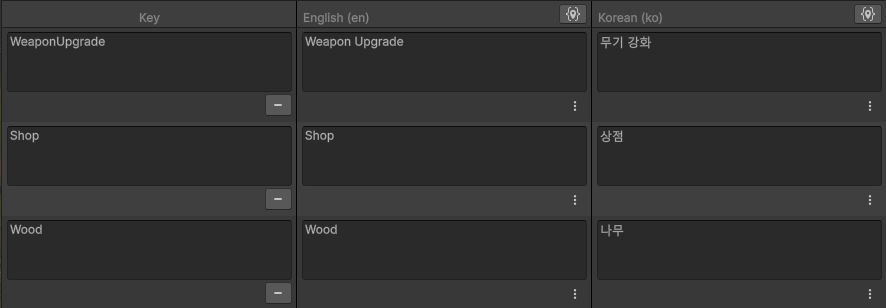 Key English (en) Korean (ko)
WeaponUpgrade Weapon Upgrade 무기 강화
Shop Shop 상점
Wood Wood 나무